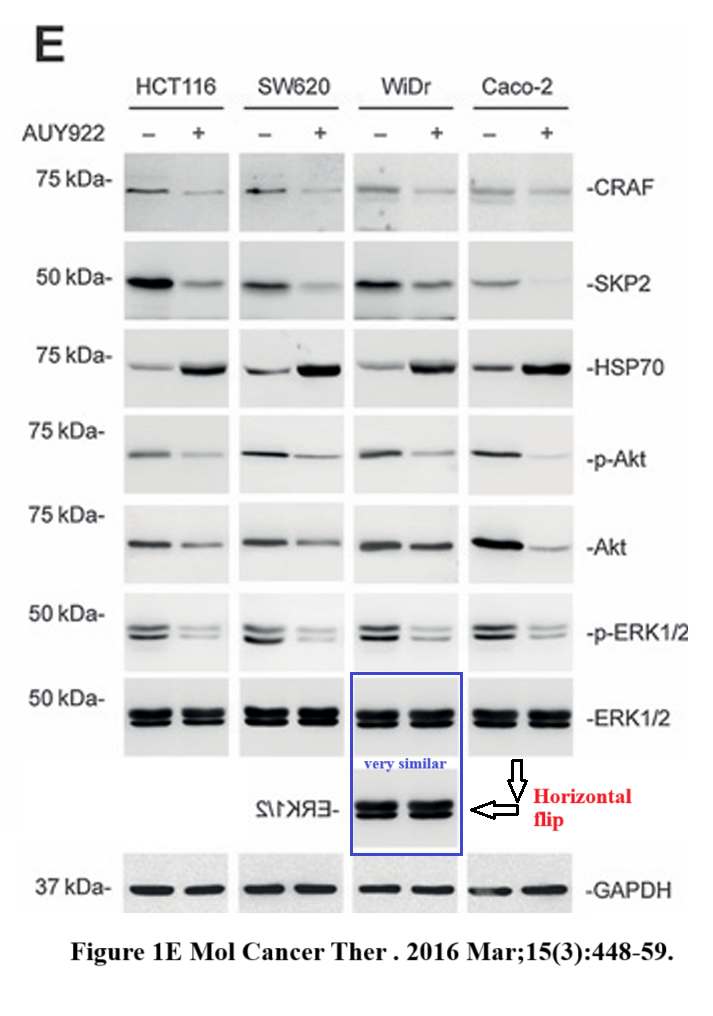 E
HCT116 SW620 WiDr Caco-2
AUY922 – + – + – + – +
75 kDa- -CRAF
50 kDa- -SKP2
75 kDa- -HSP70
75 kDa- -p-Akt
75 kDa- -Akt
50 kDa- -p-ERK1/2
50 kDa- -ERK1/2
very similar
-ERK1/2
Horizontal
flip
37 kDa- -GAPDH
Figure 1E Mol Cancer Ther . 2016 Mar;15(3):448-59.